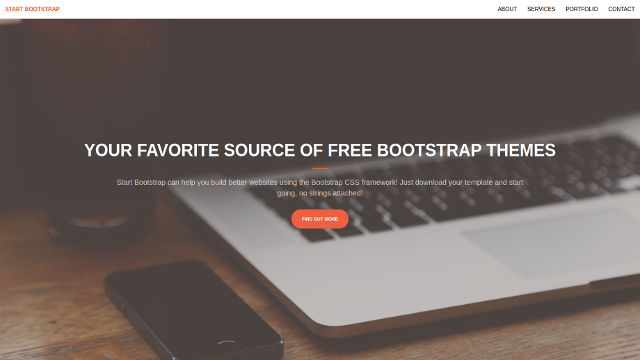 START BOOTSTRAP
ABOUT
SERVICES
PORTFOLIO
CONTACT
YOUR FAVORITE SOURCE OF FREE BOOTSTRAP THEMES
Start Bootstrap can help you build better websites using the Bootstrap CSS framework! Just download your template and start
going, no strings attached!
FIND OUT MORE